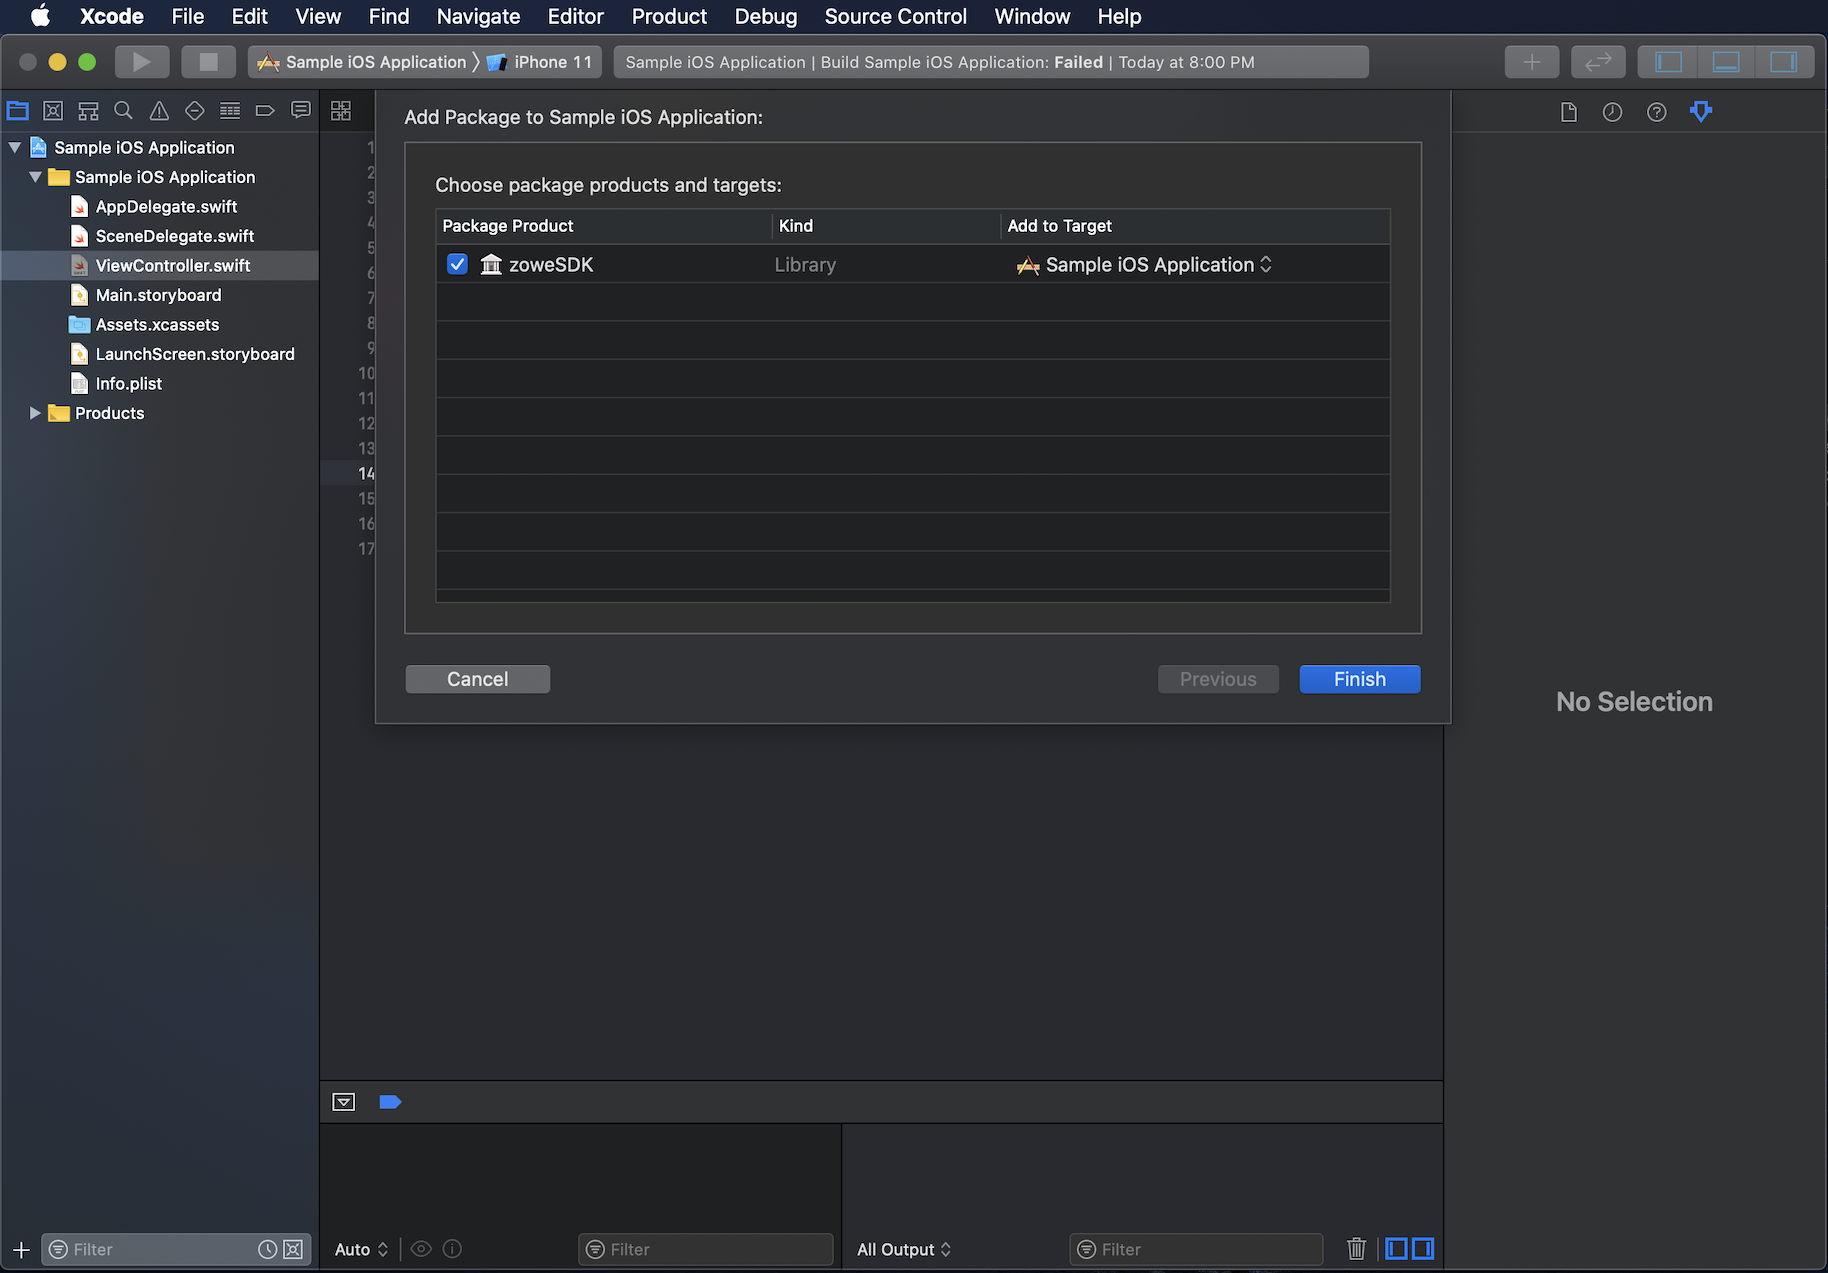 Xcode File Edit View Find Navigate Editor Product Debug Source Control Window Help
Sample iOS Application iPhone 11 Sample iOS Application | Build Sample iOS Application: Failed | Today at 8:00 PM
Add Package to Sample iOS Application:
Choose package products and targets:
Package Product Kind Add to Target
zoweSDK Library Sample iOS Application
Cancel Previous Finish
Sample iOS Application
Sample iOS Application
AppDelegate.swift
SceneDelegate.swift
ViewController.swift
Main.storyboard
Assets.xcassets
LaunchScreen.storyboard
Info.plist
Products
1
2
3
4
5
6
7
8
9
10
11
12
13
14
15
16
17
No Selection
Filter Auto Filter All Output Filter